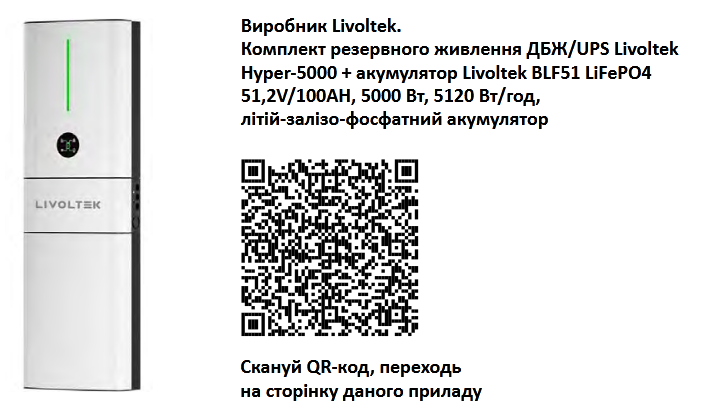 Виробник Livoltek.
Комплект резервного живлення ДБЖ/UPS Livoltek
Hyper-5000 + акумулятор Livoltek BLF51 LiFePO4
51,2V/100AH, 5000 Вт, 5120 Вт/год,
літій-залізо-фосфатний акумулятор
LIVOLTEK
Скануй QR-код, переходь
на сторінку даного приладу